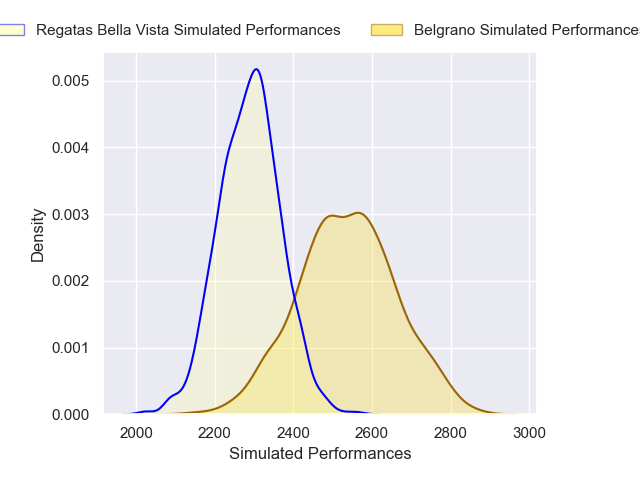 Regatas Bella Vista Simulated Performances
Belgrano Simulated Performances
0.005
0.004
0.003
0.002
0.001
0.000
Density
2000 2200 2400 2600 2800 3000
Simulated Performances